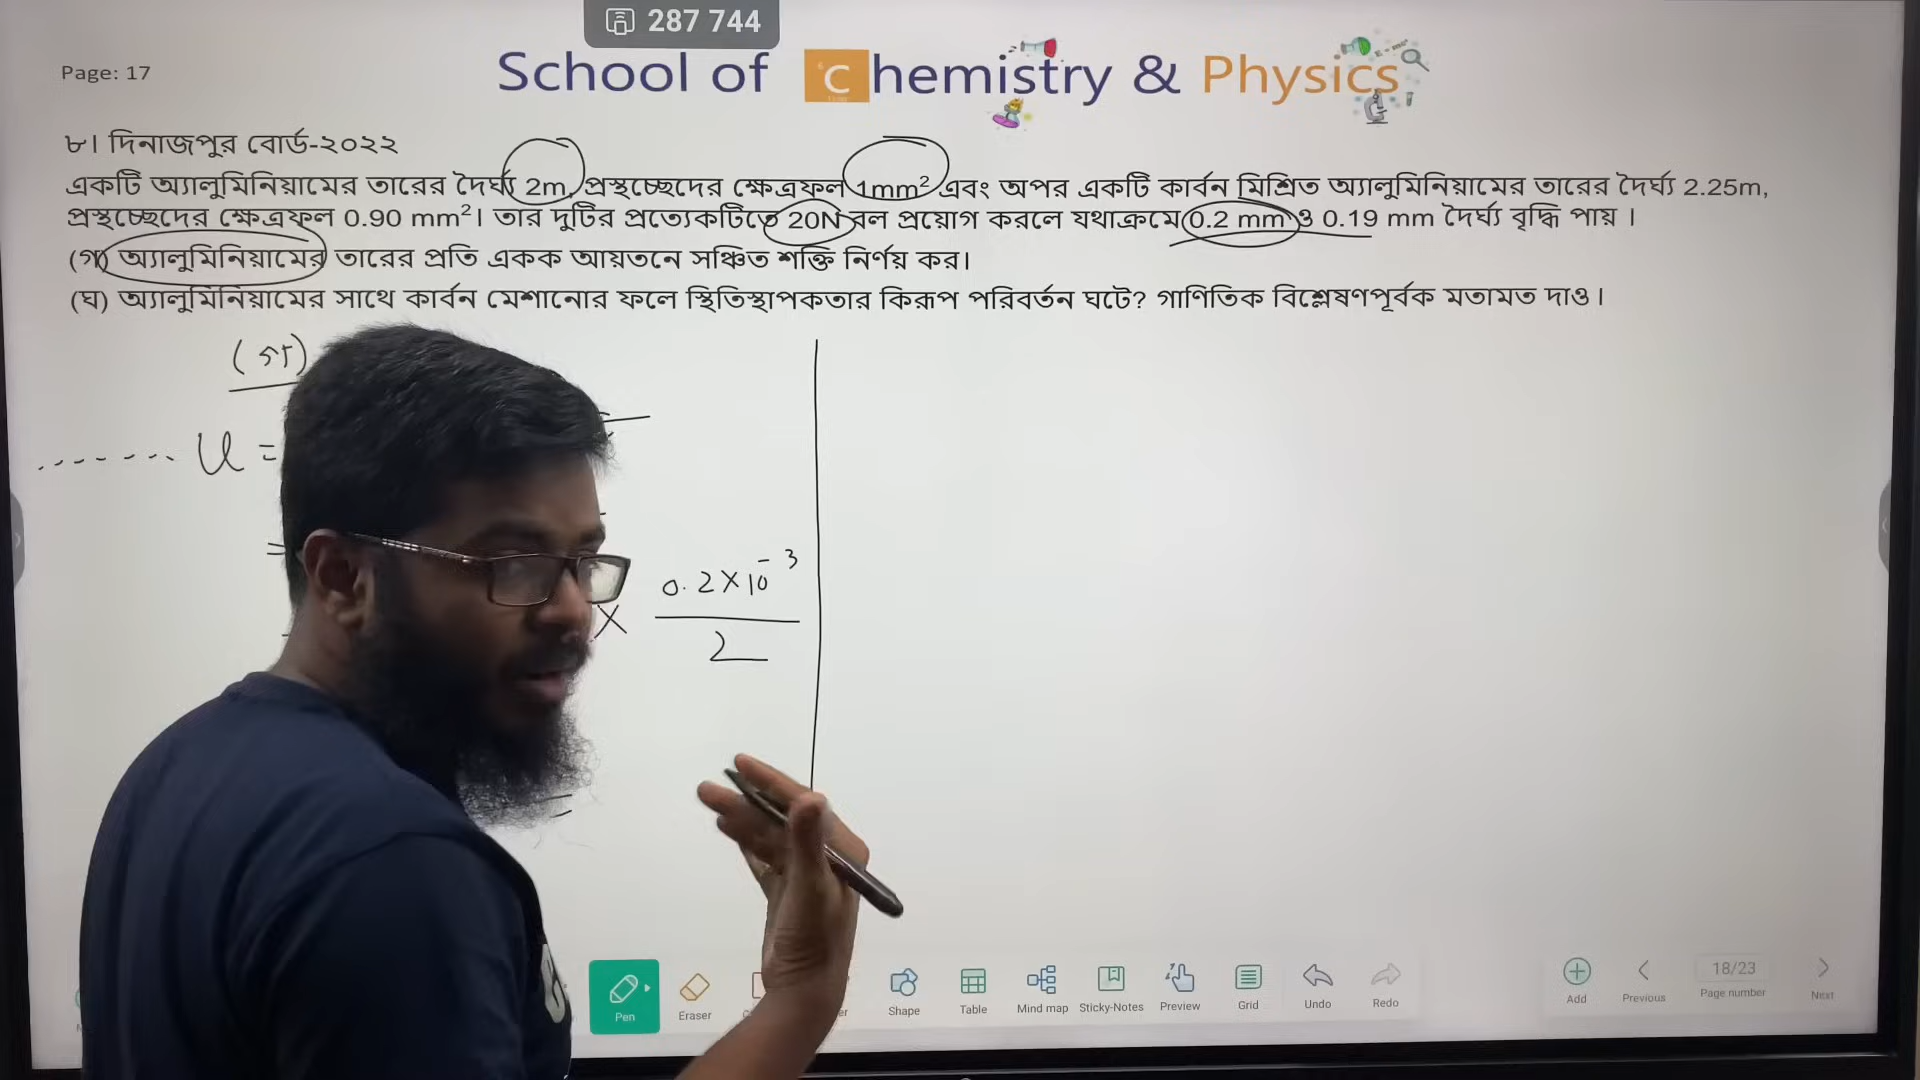 287 744
Page: 17
School of Chemistry & Physics
৮। দিনাজপুর বোর্ড-২০২২
একটি অ্যালুমিনিয়ামের তারের দৈর্ঘ্য 2m, প্রস্থচ্ছেদের ক্ষেত্রফল 1mm² এবং অপর একটি কার্বন মিশ্রিত অ্যালুমিনিয়ামের তারের দৈর্ঘ্য 2.25m,
প্রস্থচ্ছেদের ক্ষেত্রফল 0.90 mm²। তার দুটির প্রত্যেকটিতে 20N বল প্রয়োগ করলে যথাক্রমে 0.2 mm ও 0.19 mm দৈর্ঘ্য বৃদ্ধি পায় ।
(গ) অ্যালুমিনিয়ামের তারের প্রতি একক আয়তনে সঞ্চিত শক্তি নির্ণয় কর।
(ঘ) অ্যালুমিনিয়ামের সাথে কার্বন মেশানোর ফলে স্থিতিস্থাপকতার কিরূপ পরিবর্তন ঘটে? গাণিতিক বিশ্লেষণপূর্বক মতামত দাও।
(গ)
U =
=
× 0.2×10⁻³
2
Pen Eraser Shape Table Mind map Sticky-Notes Preview Grid Undo Redo Add Previous 18/23 Page number Next